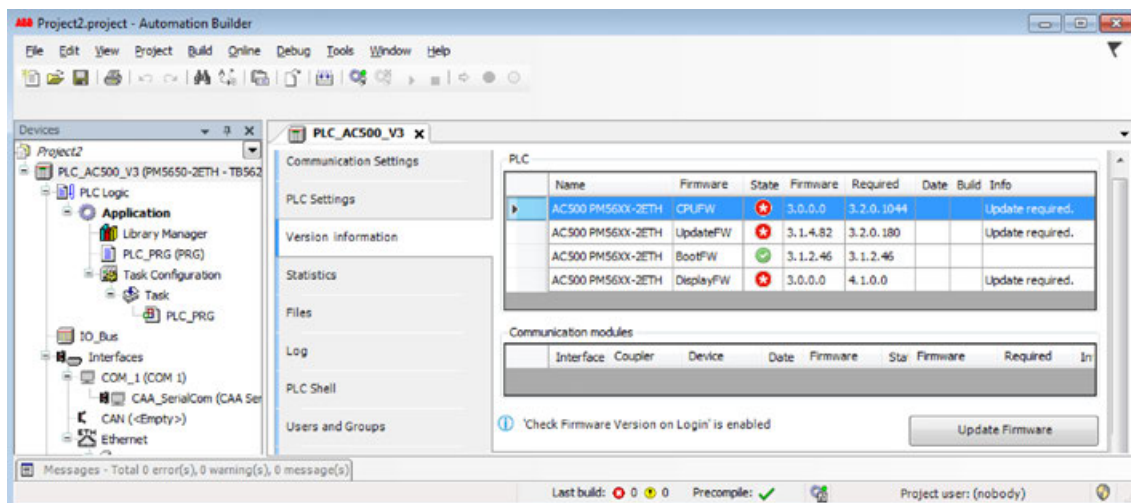 ABB Project2.project - Automation Builder
File Edit View Project Build Online Debug Tools Window Help
Devices
Project2
PLC_AC500_V3 (PM5650-2ETH - TB562
PLC Logic
Application
Library Manager
PLC_PRG (PRG)
Task Configuration
Task
PLC_PRG
IO_Bus
Interfaces
COM_1 (COM 1)
CAA_SerialCom (CAA Ser
CAN (<Empty>)
ETH Ethernet
PLC_AC500_V3 X
Communication Settings
PLC Settings
Version information
Statistics
Files
Log
PLC Shell
Users and Groups
PLC
Name Firmware State Firmware Required Date Build Info
AC500 PM56XX-2ETH CPUFW 3.0.0.0 3.2.0.1044 Update required.
AC500 PM56XX-2ETH UpdateFW 3.1.4.82 3.2.0.180 Update required.
AC500 PM56XX-2ETH BootFW 3.1.2.46 3.1.2.46
AC500 PM56XX-2ETH DisplayFW 3.0.0.0 4.1.0.0 Update required.
Communication modules
Interface Coupler Device Date Firmware Sta Firmware Required In
'Check Firmware Version on Login' is enabled
Update Firmware
Messages - Total 0 error(s), 0 warning(s), 0 message(s)
Last build: 0 0 Precompile: Project user: (nobody)